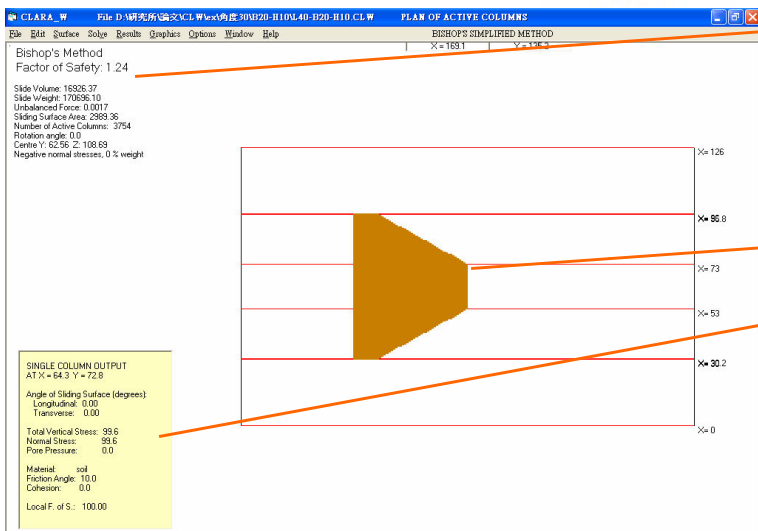 CLARA_W File D:\研究所\論文\CLW\ex\角度30\B20-H10\L40-B20-H10.CLW PLAN OF ACTIVE COLUMNS
File Edit Surface Solve Results Graphics Options Window Help BISHOP'S SIMPLIFIED METHOD
X = 169.1
Bishop's Method
Factor of Safety: 1.24
Slide Volume: 16926.37
Slide Weight: 170696.10
Unbalanced Force: 0.0017
Sliding Surface Area: 2989.36
Number of Active Columns: 3754
Rotation angle: 0.0
Centre Y: 62.56 Z: 108.69
Negative normal stresses, 0 % weight
X= 126
X= 73
X= 53
X= 0
SINGLE COLUMN OUTPUT
AT X = 64.3 Y = 72.8
Angle of Sliding Surface (degrees):
Longitudinal: 0.00
Transverse: 0.00
Total Vertical Stress: 99.6
Normal Stress: 99.6
Pore Pressure: 0.0
Material: soil
Friction Angle: 10.0
Cohesion: 0.0
Local F. of S.: 100.00